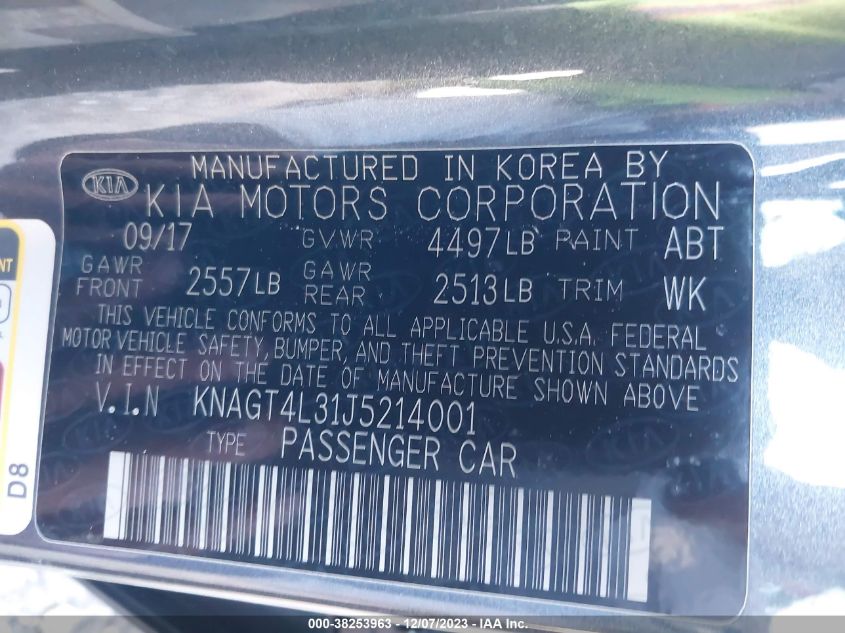 MANUFACTURED IN KOREA BY
KIA KIA MOTORS CORPORATION
09/17 GVWR 4497LB PAINT ABT
GAWR FRONT 2557LB GAWR REAR 2513LB TRIM WK
THIS VEHICLE CONFORMS TO ALL APPLICABLE U.S.A. FEDERAL
MOTOR VEHICLE SAFETY, BUMPER, AND THEFT PREVENTION STANDARDS
IN EFFECT ON THE DATE OF MANUFACTURE SHOWN ABOVE
V.I.N KNAGT4L31J5214001
TYPE PASSENGER CAR
D8
000-38253963 - 12/07/2023 - IAA Inc.